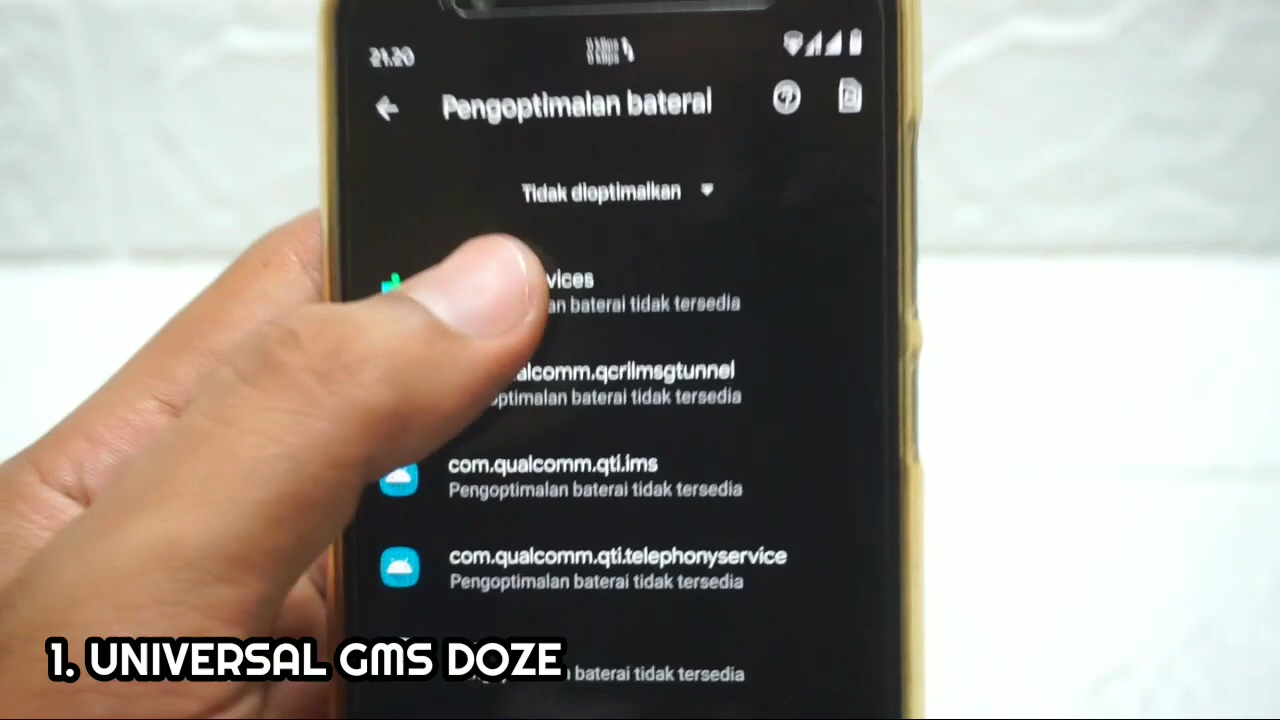 21.20
Pengoptimalan baterai
Tidak dioptimalkan
vices
an baterai tidak tersedia
alcomm.qcrilmsgtunnel
optimalan baterai tidak tersedia
com.qualcomm.qti.ims
Pengoptimalan baterai tidak tersedia
com.qualcomm.qti.telephonyservice
Pengoptimalan baterai tidak tersedia
baterai tidak tersedia
1. UNIVERSAL GMS DOZE